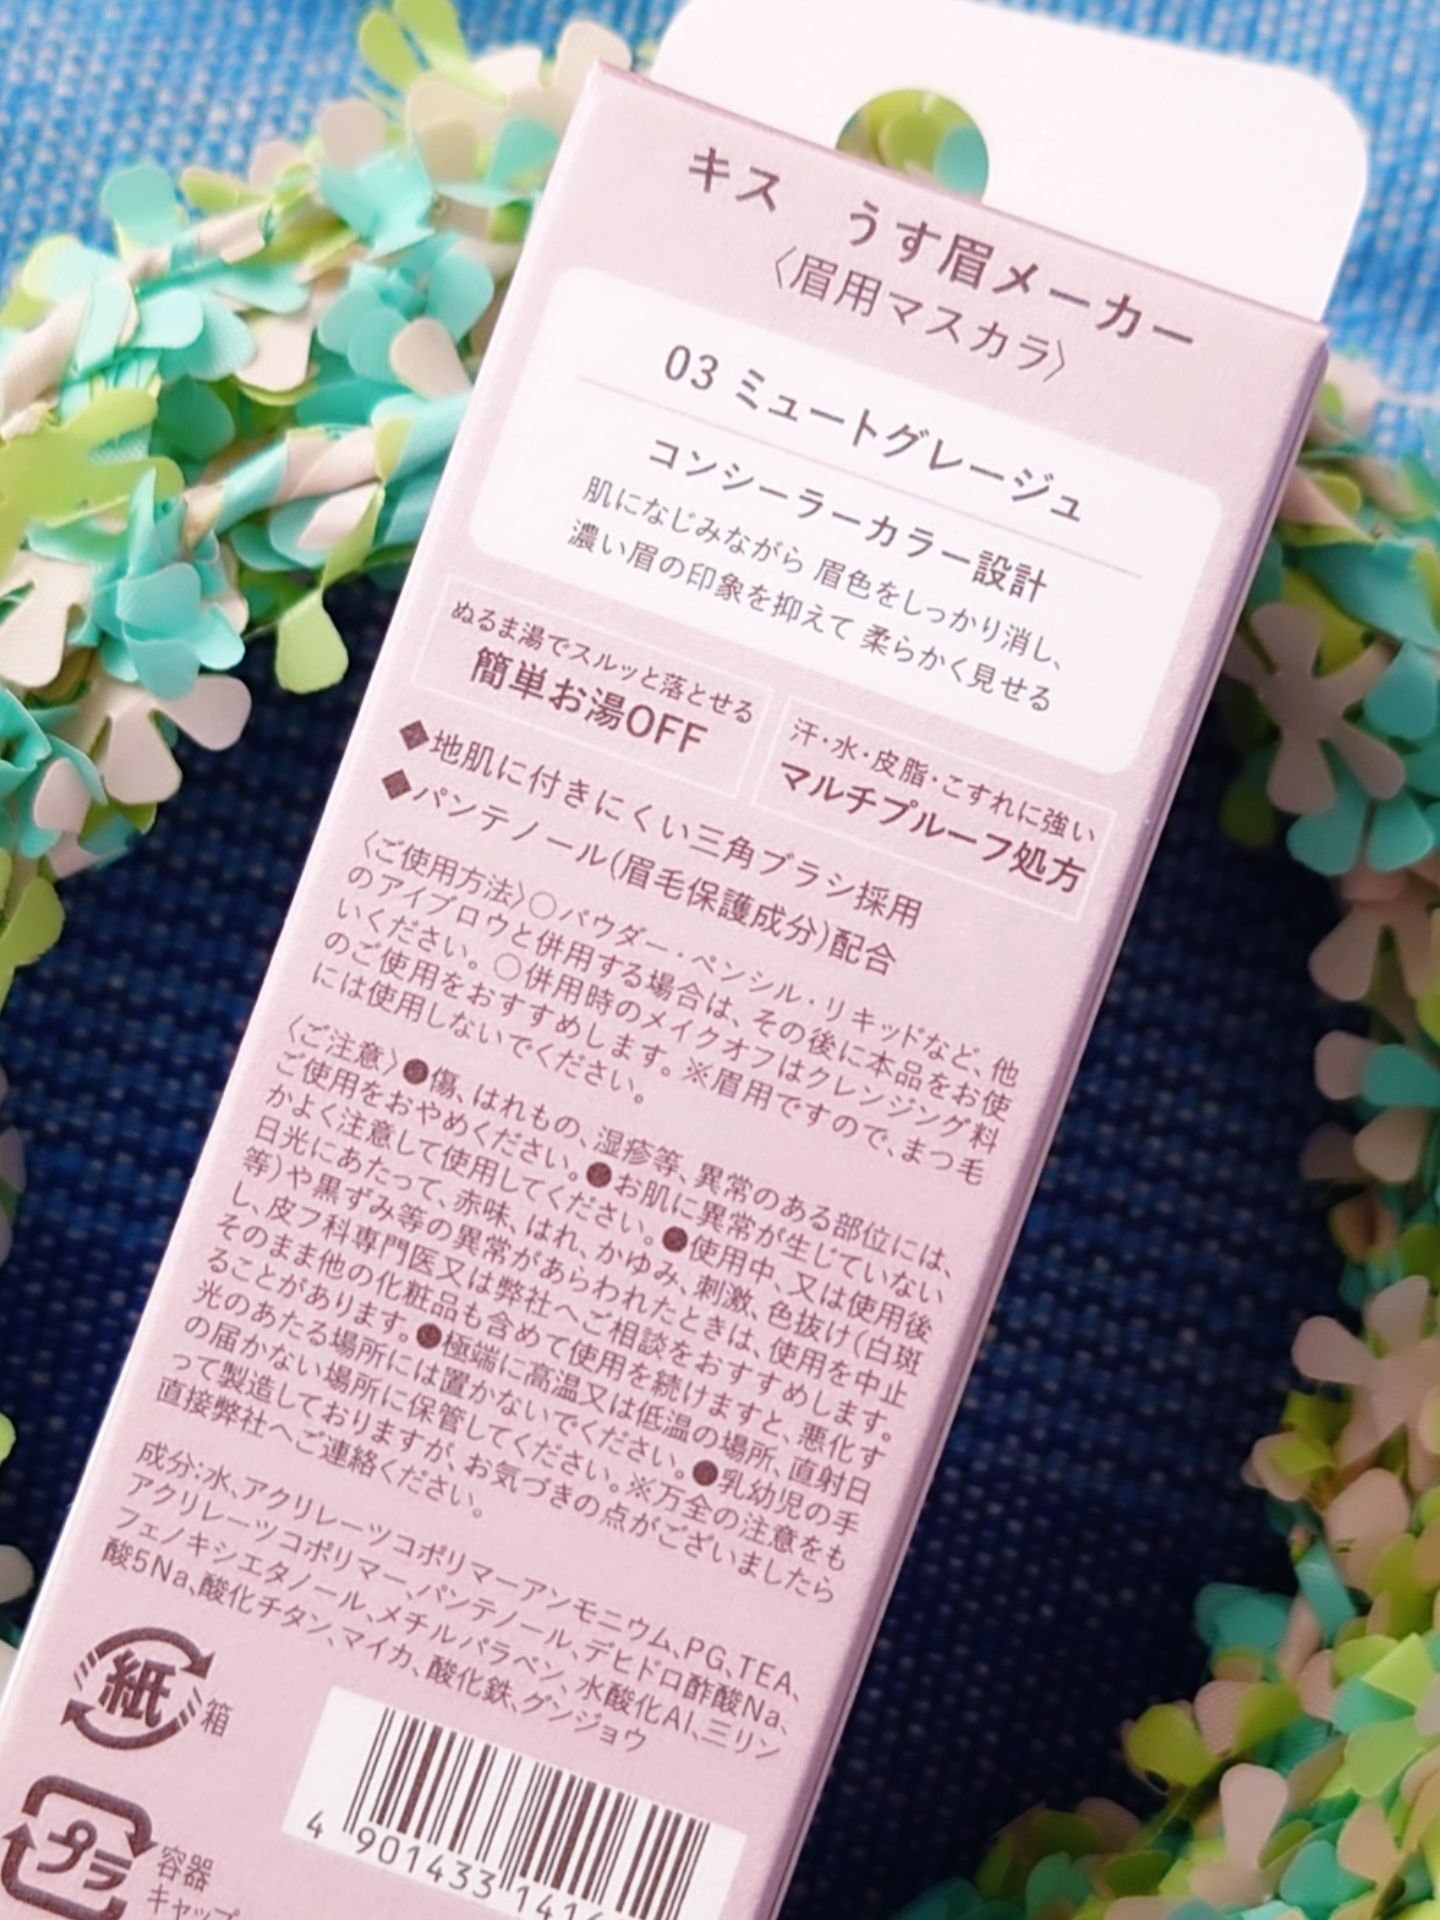 キス うす眉メーカー
〈眉用マスカラ〉
03 ミュートグレージュ
コンシーラーカラー設計
肌になじみながら 眉色をしっかり消し、
濃い眉の印象を抑えて 柔らかく見せる
ぬるま湯でスルッと落とせる
簡単お湯OFF
汗・水・皮脂・こすれに強い
マルチプルーフ処方
◆地肌に付きにくい三角ブラシ採用
◆パンテノール(眉毛保護成分)配合
〈ご使用方法〉○パウダー・ペンシル・リキッドなど、他
のアイブロウと併用する場合は、その後に本品をお使
いください。○併用時のメイクオフはクレンジング料
のご使用をおすすめします。※眉用ですので、まつ毛
には使用しないでください。
〈ご注意〉●傷、はれもの、湿疹等、異常のある部位には、
ご使用をおやめください。●お肌に異常が生じていない
かよく注意して使用してください。●使用中、又は使用後
日光にあたって、赤味、はれ、かゆみ、刺激、色抜け(白斑
等)や黒ずみ等の異常があらわれたときは、使用を中止
し、皮フ科専門医又は弊社へご相談をおすすめします。
そのまま他の化粧品も含めて使用を続けますと、悪化す
ることがあります。●極端に高温又は低温の場所、直射日
光のあたる場所には置かないでください。●乳幼児の手
の届かない場所に保管してください。※万全の注意をも
って製造しておりますが、お気づきの点がございましたら
直接弊社へご連絡ください。
成分:水、アクリレーツコポリマーアンモニウム、PG、TEA、
アクリレーツコポリマー、パンテノール、デヒドロ酢酸Na、
フェノキシエタノール、メチルパラベン、水酸化Al、三リン
酸5Na、酸化チタン、マイカ、酸化鉄、グンジョウ
紙 箱
プラ 容器
キャップ
4 901433 1414